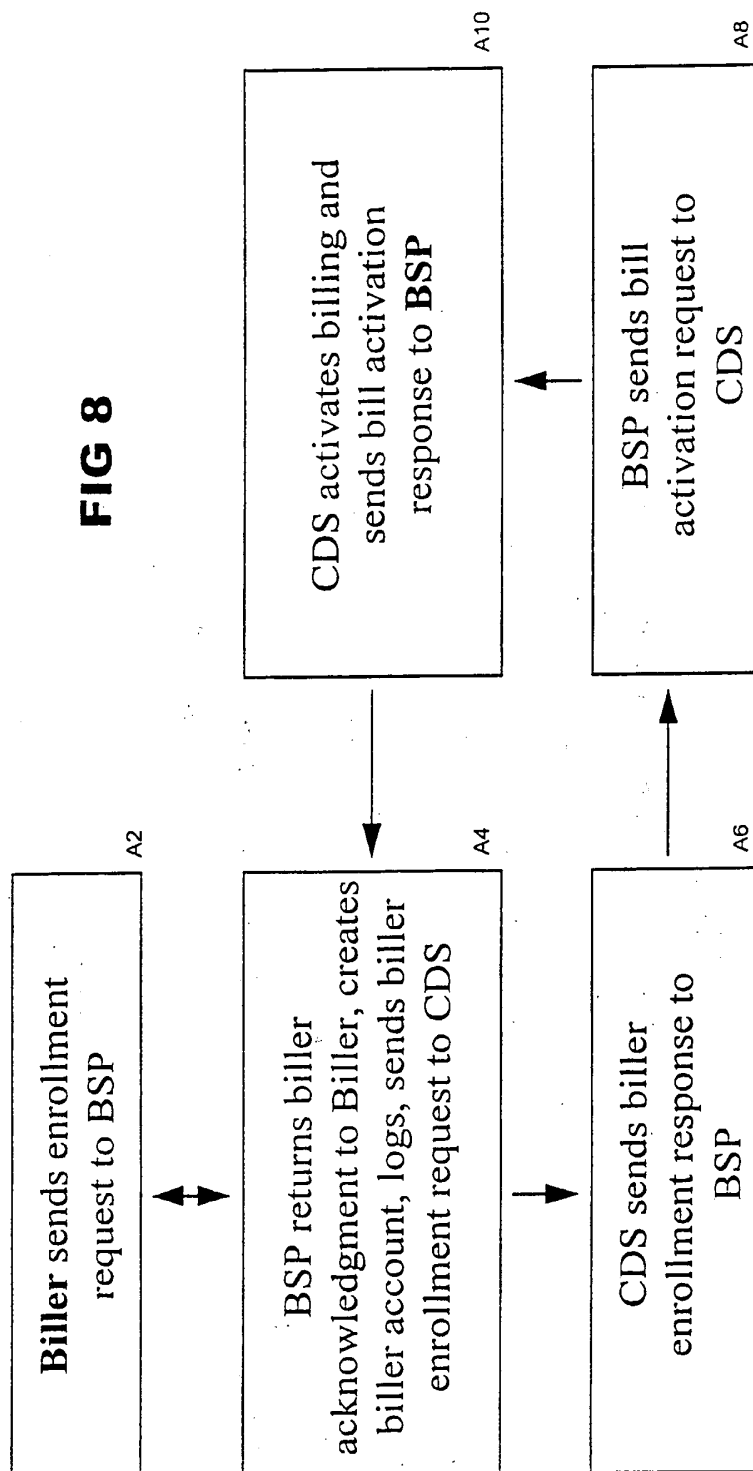 FIG 8
Biller sends enrollment
request to BSP
A2
BSP returns biller
acknowledgment to Biller, creates
biller account, logs, sends biller
enrollment request to CDS
A4
CDS sends biller
enrollment response to
BSP
A6
BSP sends bill
activation request to
CDS
A8
CDS activates billing and
sends bill activation
response to BSP
A10